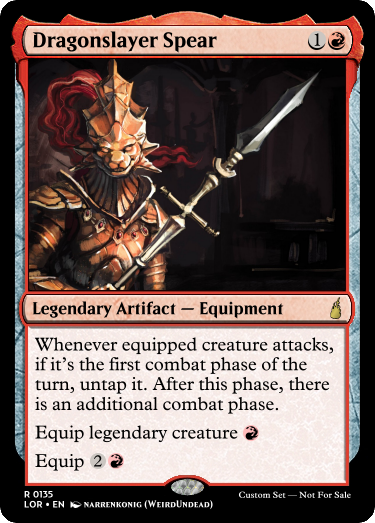 Dragonslayer Spear 1
Legendary Artifact — Equipment
Whenever equipped creature attacks,
if it's the first combat phase of the
turn, untap it. After this phase, there
is an additional combat phase.
Equip legendary creature
Equip 2
R 0135
Custom Set — Not For Sale
LOR • EN NARRENKONIG (WEIRDUNDEAD)